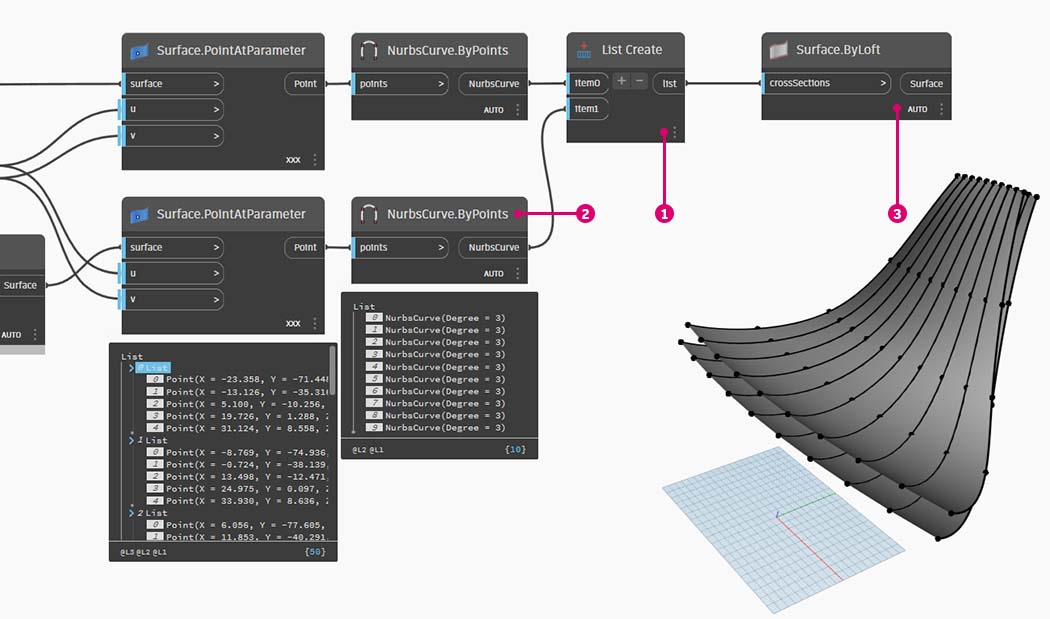 Surface.PointAtParameter
surface >
Point
u >
v >
XXX
NurbsCurve.ByPoints
points >
NurbsCurve
AUTO
List Create
item0
+ -
list
item1
Surface.ByLoft
crossSections >
Surface
AUTO
1
2
3
Surface.PointAtParameter
surface >
Point
u >
v >
XXX
NurbsCurve.ByPoints
points >
NurbsCurve
AUTO
Surface
AUTO
List
0 List
0 Point(X = -23.358, Y = -71.448
1 Point(X = -13.126, Y = -35.316
2 Point(X = 5.100, Y = -10.256,
3 Point(X = 19.726, Y = 1.288, 2
4 Point(X = 31.124, Y = 8.558, 2
1 List
0 Point(X = -8.769, Y = -74.936,
1 Point(X = -0.724, Y = -38.139,
2 Point(X = 13.498, Y = -12.471,
3 Point(X = 24.975, Y = 0.097, 2
4 Point(X = 33.930, Y = 8.636, 2
2 List
0 Point(X = 6.056, Y = -77.605,
1 Point(X = 11.853, Y = -40.291,
@L3 @L2 @L1
{50}
List
0 NurbsCurve(Degree = 3)
1 NurbsCurve(Degree = 3)
2 NurbsCurve(Degree = 3)
3 NurbsCurve(Degree = 3)
4 NurbsCurve(Degree = 3)
5 NurbsCurve(Degree = 3)
6 NurbsCurve(Degree = 3)
7 NurbsCurve(Degree = 3)
8 NurbsCurve(Degree = 3)
9 NurbsCurve(Degree = 3)
@L2 @L1
{10}